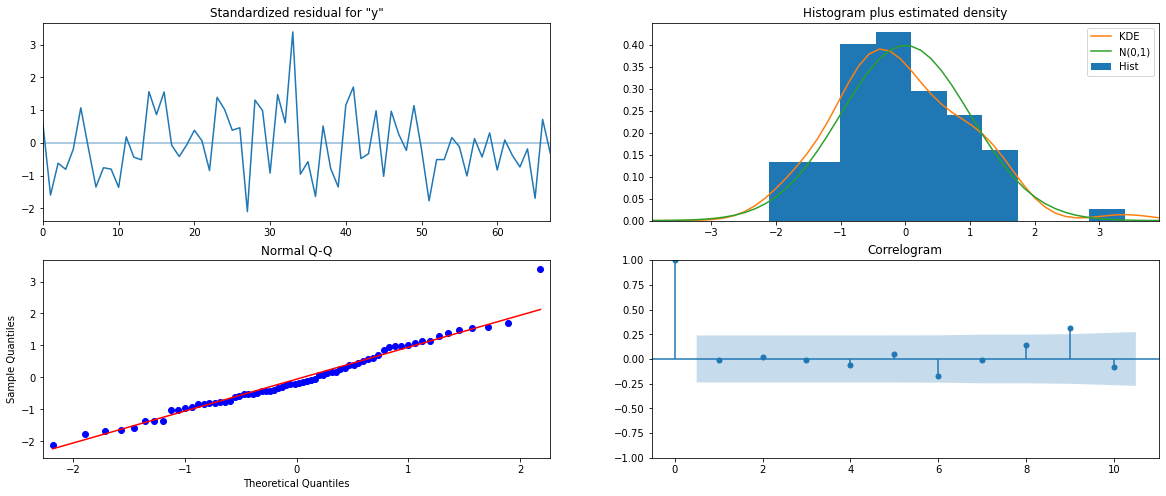 Standardized residual for "y"
3
2
1
0
−1
−2
0 10 20 30 40 50 60
Histogram plus estimated density
KDE
N(0,1)
Hist
0.40
0.35
0.30
0.25
0.20
0.15
0.10
0.05
0.00
−3 −2 −1 0 1 2 3
Normal Q-Q
Sample Quantiles
3
2
1
0
−1
−2
−2 −1 0 1 2
Theoretical Quantiles
Correlogram
1.00
0.75
0.50
0.25
0.00
−0.25
−0.50
−0.75
−1.00
0 2 4 6 8 10